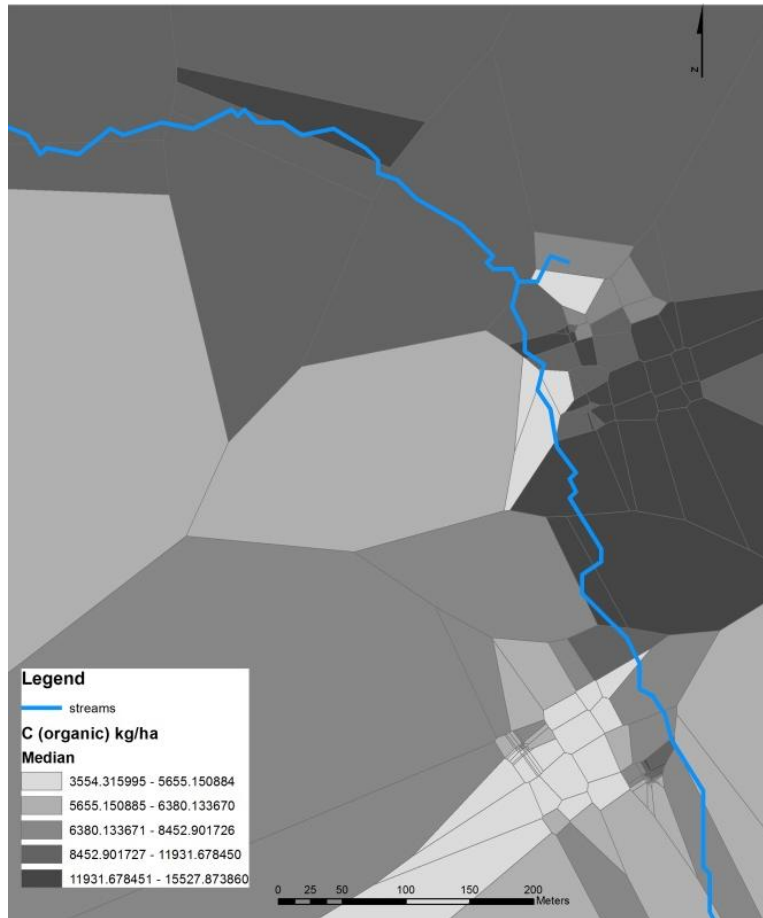 N
Legend
streams
C (organic) kg/ha
Median
3554.315995 - 5655.150884
5655.150885 - 6380.133670
6380.133671 - 8452.901726
8452.901727 - 11931.678450
11931.678451 - 15527.873860
0 25 50 100 150 200
Meters